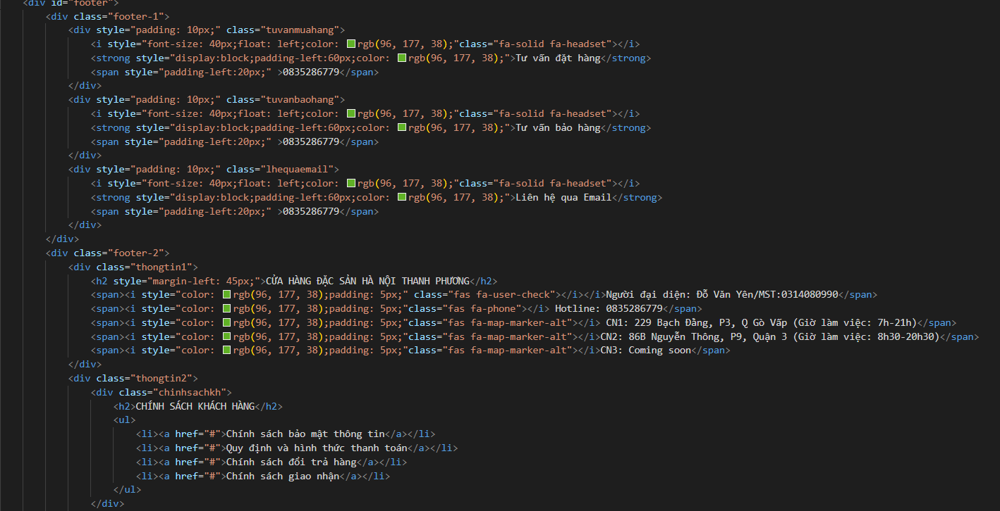 <div id="footer">
<div class="footer-1">
<div style="padding: 10px;" class="tuvanmuahang">
<i style="font-size: 40px;float: left;color: rgb(96, 177, 38);"class="fa-solid fa-headset"></i>
<strong style="display:block;padding-left:60px;color: rgb(96, 177, 38);">Tư vấn đặt hàng</strong>
<span style="padding-left:20px;" >0835286779</span>
</div>
<div style="padding: 10px;" class="tuvanbaohang">
<i style="font-size: 40px;float: left;color: rgb(96, 177, 38);"class="fa-solid fa-headset"></i>
<strong style="display:block;padding-left:60px;color: rgb(96, 177, 38);">Tư vấn bảo hàng</strong>
<span style="padding-left:20px;" >0835286779</span>
</div>
<div style="padding: 10px;" class="lhequaemail">
<i style="font-size: 40px;float: left;color: rgb(96, 177, 38);"class="fa-solid fa-headset"></i>
<strong style="display:block;padding-left:60px;color: rgb(96, 177, 38);">Liên hệ qua Email</strong>
<span style="padding-left:20px;" >0835286779</span>
</div>
</div>
<div class="footer-2">
<div class="thongtin1">
<h2 style="margin-left: 45px;">CỬA HÀNG ĐẶC SẢN HÀ NỘI THANH PHƯƠNG</h2>
<span><i style="color: rgb(96, 177, 38);padding: 5px;" class="fas fa-user-check"></i></i>Người đại diện: Đỗ Văn Yên/MST:0314080990</span>
<span><i style="color: rgb(96, 177, 38);padding: 5px;"class="fas fa-phone"></i> Hotline: 0835286779</span>
<span><i style="color: rgb(96, 177, 38);padding: 5px;"class="fas fa-map-marker-alt"></i> CN1: 229 Bạch Đằng, P3, Q Gò Vấp (Giờ làm việc: 7h-21h)</span>
<span><i style="color: rgb(96, 177, 38);padding: 5px;"class="fas fa-map-marker-alt"></i>CN2: 86B Nguyễn Thông, P9, Quận 3 (Giờ làm việc: 8h30-20h30)</span>
<span><i style="color: rgb(96, 177, 38);padding: 5px;"class="fas fa-map-marker-alt"></i>CN3: Coming soon</span>
</div>
<div class="thongtin2">
<div class="chinhsachkh">
<h2>CHÍNH SÁCH KHÁCH HÀNG</h2>
<ul>
<li><a href="#">Chính sách bảo mật thông tin</a></li>
<li><a href="#">Quy định và hình thức thanh toán</a></li>
<li><a href="#">Chính sách đổi trả hàng</a></li>
<li><a href="#">Chính sách giao nhận</a></li>
</ul>
</div>